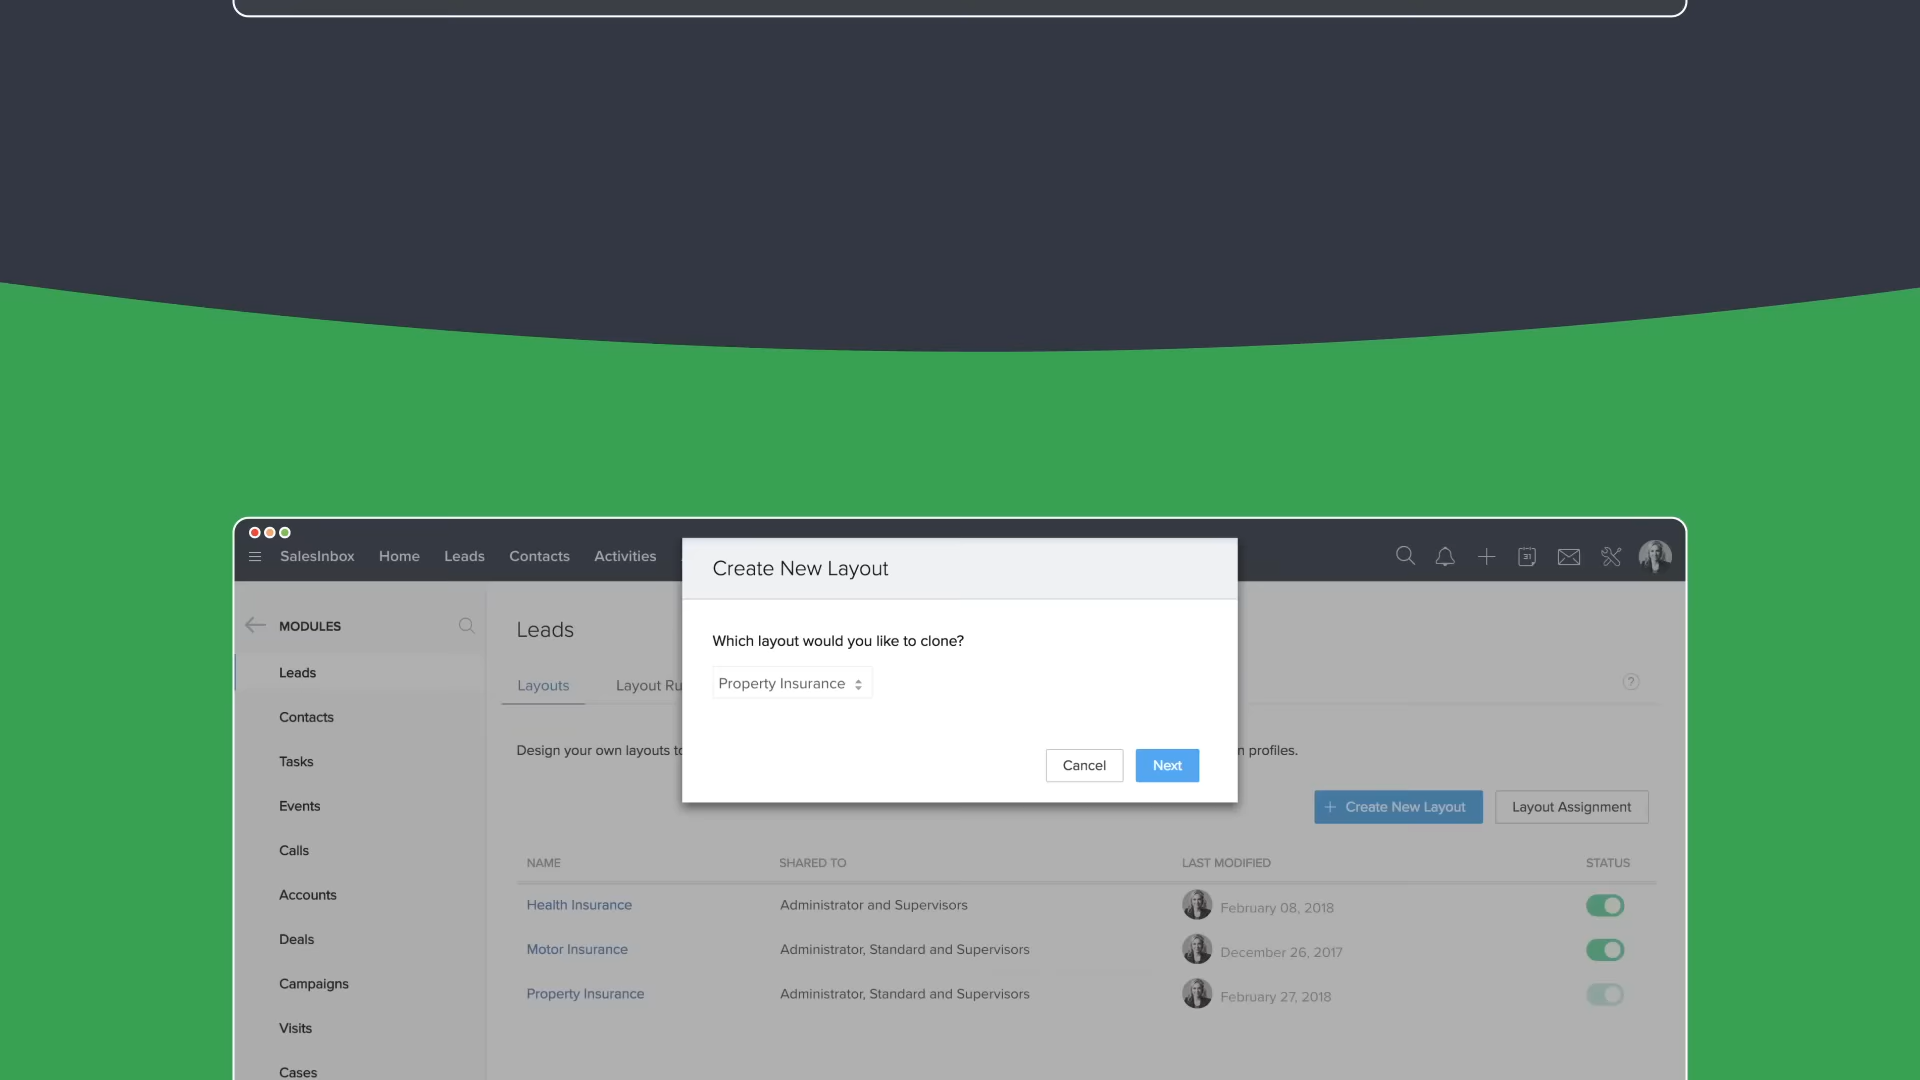 SalesInbox Home Leads Contacts Activities
31
Create New Layout
Which layout would you like to clone?
Property Insurance
Cancel Next
MODULES
Leads
Contacts
Tasks
Events
Calls
Accounts
Deals
Campaigns
Visits
Cases
Leads
Layouts Layout Ru
?
Design your own layouts to n profiles.
+ Create New Layout Layout Assignment
NAME SHARED TO LAST MODIFIED STATUS
Health Insurance Administrator and Supervisors February 08, 2018
Motor Insurance Administrator, Standard and Supervisors December 26, 2017
Property Insurance Administrator, Standard and Supervisors February 27, 2018